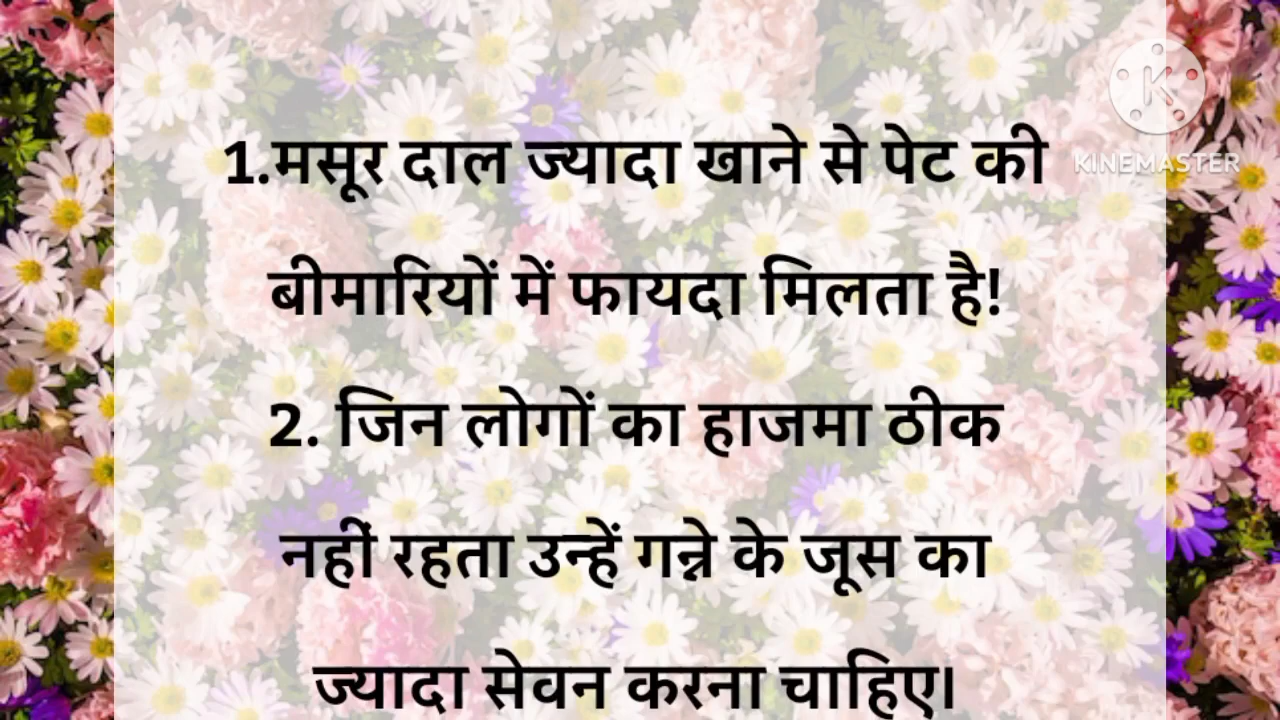 KINEMASTER
1.मसूर दाल ज्यादा खाने से पेट की
बीमारियों में फायदा मिलता है!
2. जिन लोगों का हाजमा ठीक
नहीं रहता उन्हें गन्ने के जूस का
ज्यादा सेवन करना चाहिए।